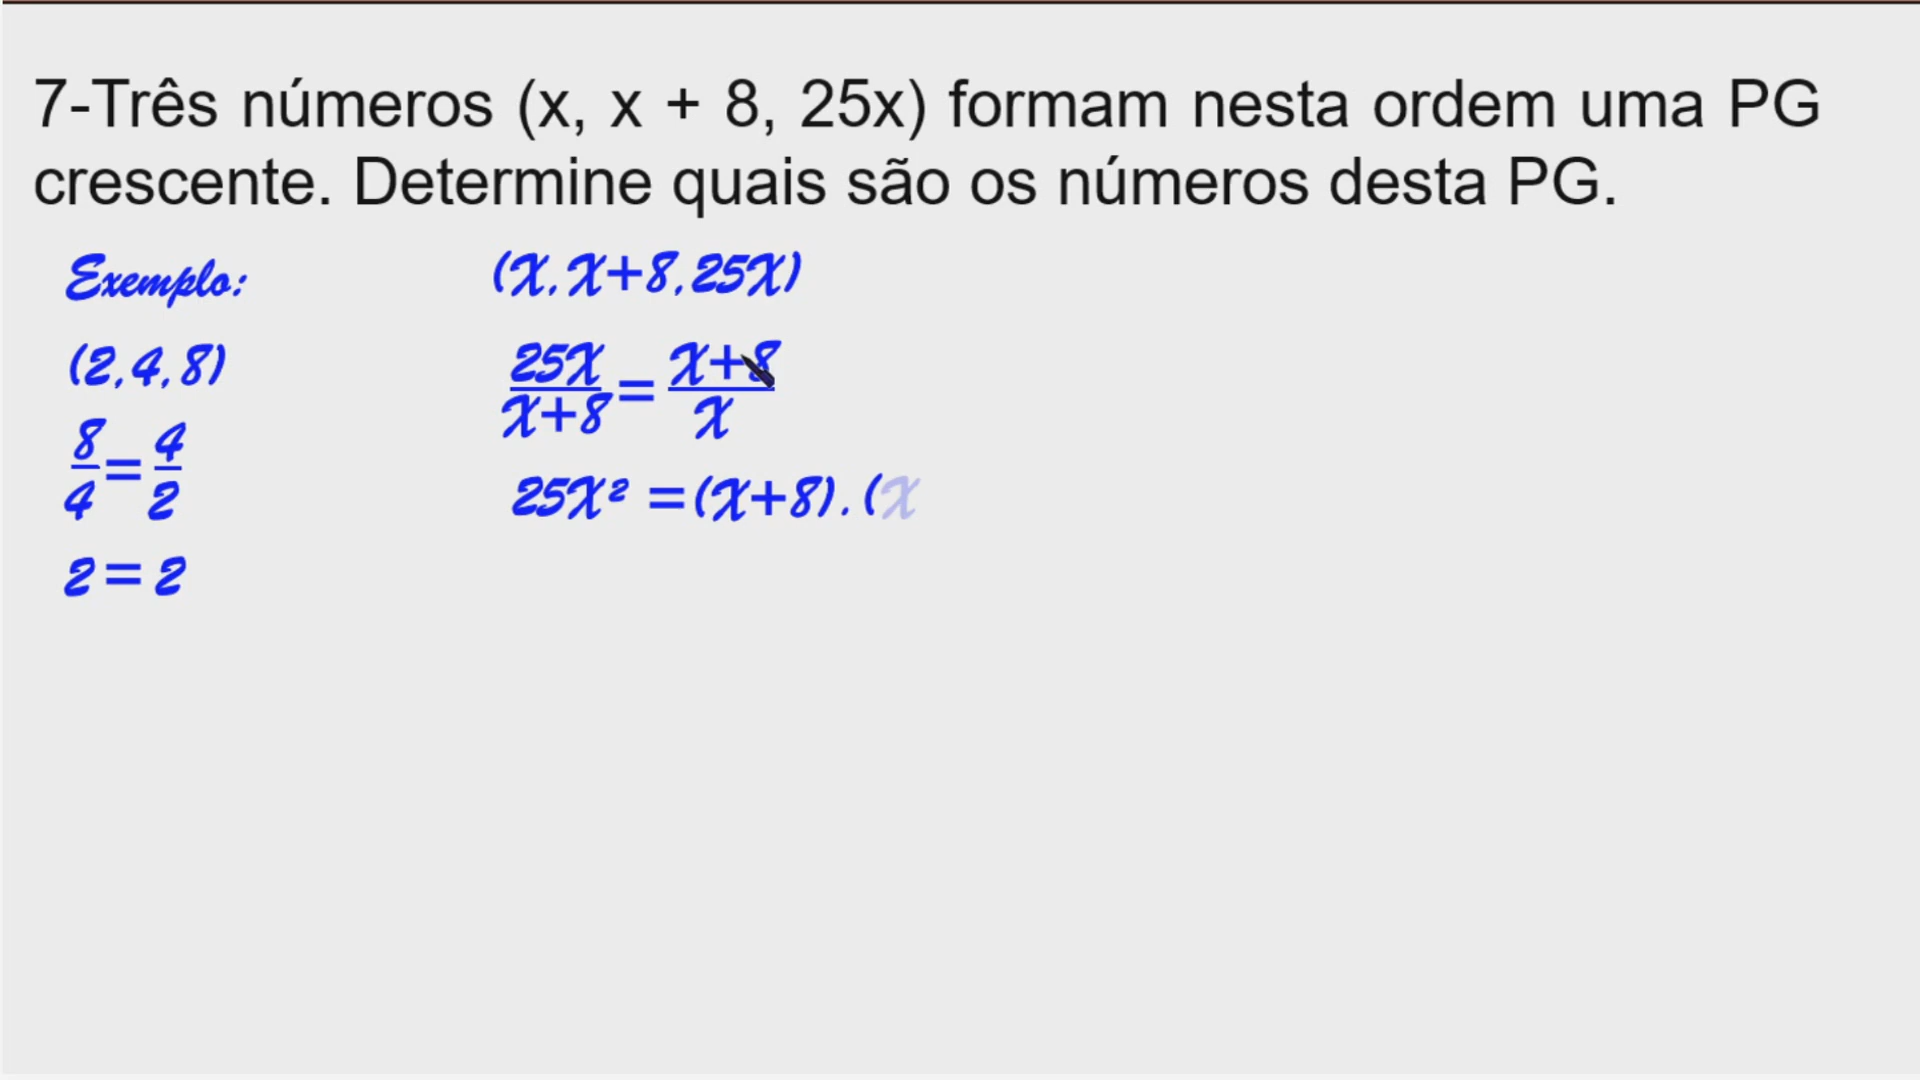 7-Três números (x, x + 8, 25x) formam nesta ordem uma PG
crescente. Determine quais são os números desta PG.
Exemplo:
(2,4,8)
8/4 = 4/2
2 = 2
(X, X+8, 25X)
25X/X+8 = X+8/X
25X² = (X+8).(X